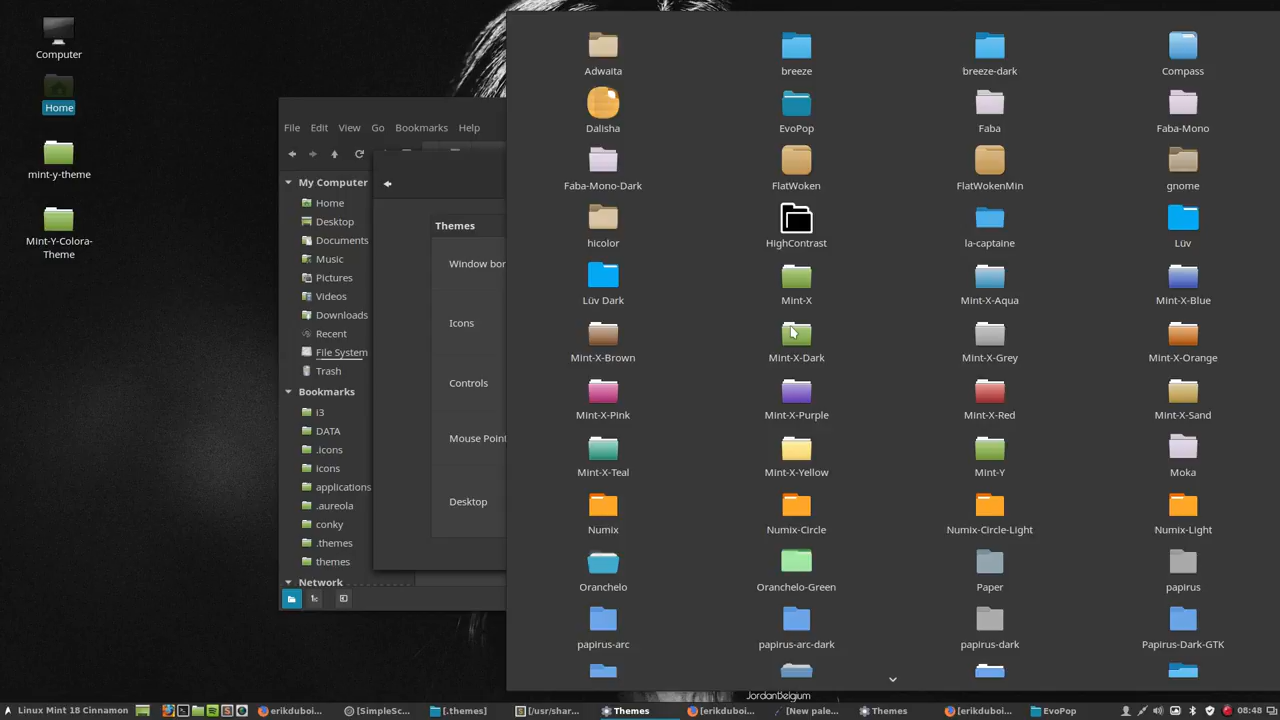 Computer
Home
mint-y-theme
Mint-Y-Colora-
Theme
File Edit View Go Bookmarks Help
My Computer
Home
Desktop
Documents
Music
Pictures
Videos
Downloads
Recent
File System
Trash
Bookmarks
i3
DATA
.icons
icons
applications
.aureola
conky
.themes
themes
Network
Themes
Window bor
Icons
Controls
Mouse Point
Desktop
Adwaita breeze breeze-dark Compass
Dalisha EvoPop Faba Faba-Mono
Faba-Mono-Dark FlatWoken FlatWokenMin gnome
hicolor HighContrast la-captaine Lüv
Lüv Dark Mint-X Mint-X-Aqua Mint-X-Blue
Mint-X-Brown Mint-X-Dark Mint-X-Grey Mint-X-Orange
Mint-X-Pink Mint-X-Purple Mint-X-Red Mint-X-Sand
Mint-X-Teal Mint-X-Yellow Mint-Y Moka
Numix Numix-Circle Numix-Circle-Light Numix-Light
Oranchelo Oranchelo-Green Paper papirus
papirus-arc papirus-arc-dark papirus-dark Papirus-Dark-GTK
JordanBelgium
Linux Mint 18 Cinnamon erikduboi... [SimpleSc... [.themes] [/usr/shar... Themes [erikduboi... [New pale... Themes [erikduboi... EvoPop 08:48